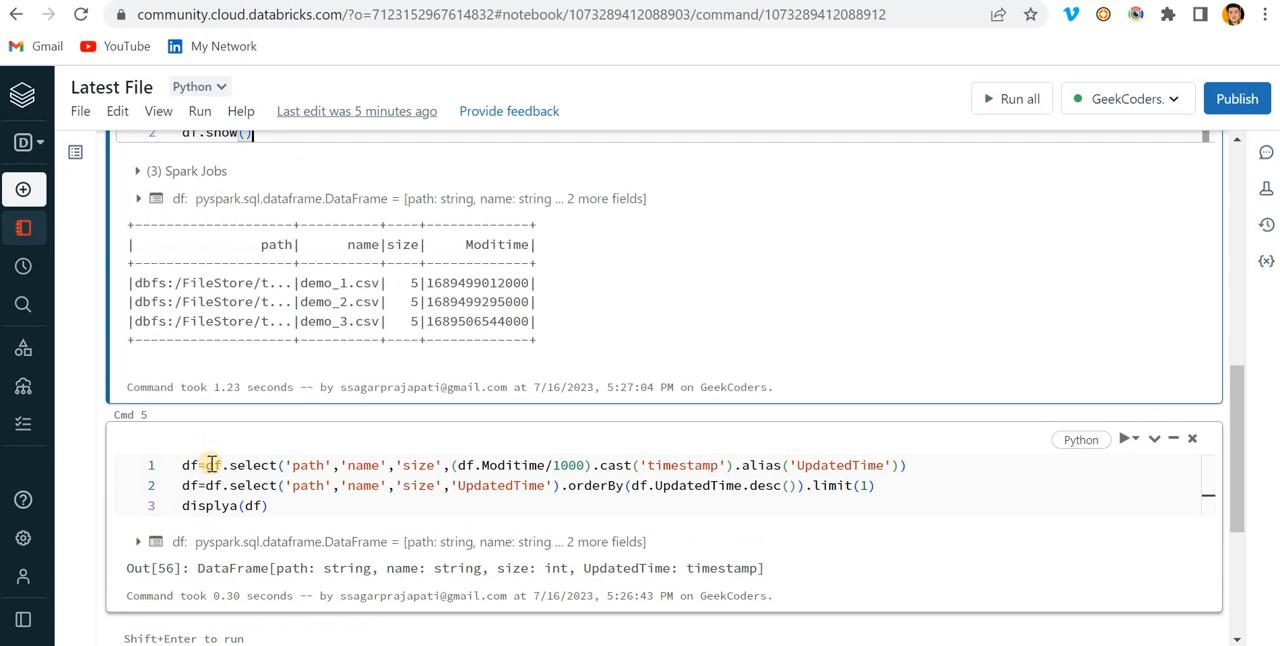 community.cloud.databricks.com/?o=7123152967614832#notebook/1073289412088903/command/1073289412088912
Gmail YouTube My Network
Latest File Python
File Edit View Run Help Last edit was 5 minutes ago Provide feedback
Run all GeekCoders. Publish
D
2 df.show()
(3) Spark Jobs
df: pyspark.sql.dataframe.DataFrame = [path: string, name: string ... 2 more fields]
+--------------------+----------+----+-------------+
| path| name|size| Moditime|
+--------------------+----------+----+-------------+
|dbfs:/FileStore/t...|demo_1.csv| 5|1689499012000|
|dbfs:/FileStore/t...|demo_2.csv| 5|1689499295000|
|dbfs:/FileStore/t...|demo_3.csv| 5|1689506544000|
+--------------------+----------+----+-------------+
Command took 1.23 seconds -- by ssagarprajapati@gmail.com at 7/16/2023, 5:27:04 PM on GeekCoders.
Cmd 5
Python
1 df=df.select('path','name','size',(df.Moditime/1000).cast('timestamp').alias('UpdatedTime'))
2 df=df.select('path','name','size','UpdatedTime').orderBy(df.UpdatedTime.desc()).limit(1)
3 displya(df)
df: pyspark.sql.dataframe.DataFrame = [path: string, name: string ... 2 more fields]
Out[56]: DataFrame[path: string, name: string, size: int, UpdatedTime: timestamp]
Command took 0.30 seconds -- by ssagarprajapati@gmail.com at 7/16/2023, 5:26:43 PM on GeekCoders.
Shift+Enter to run